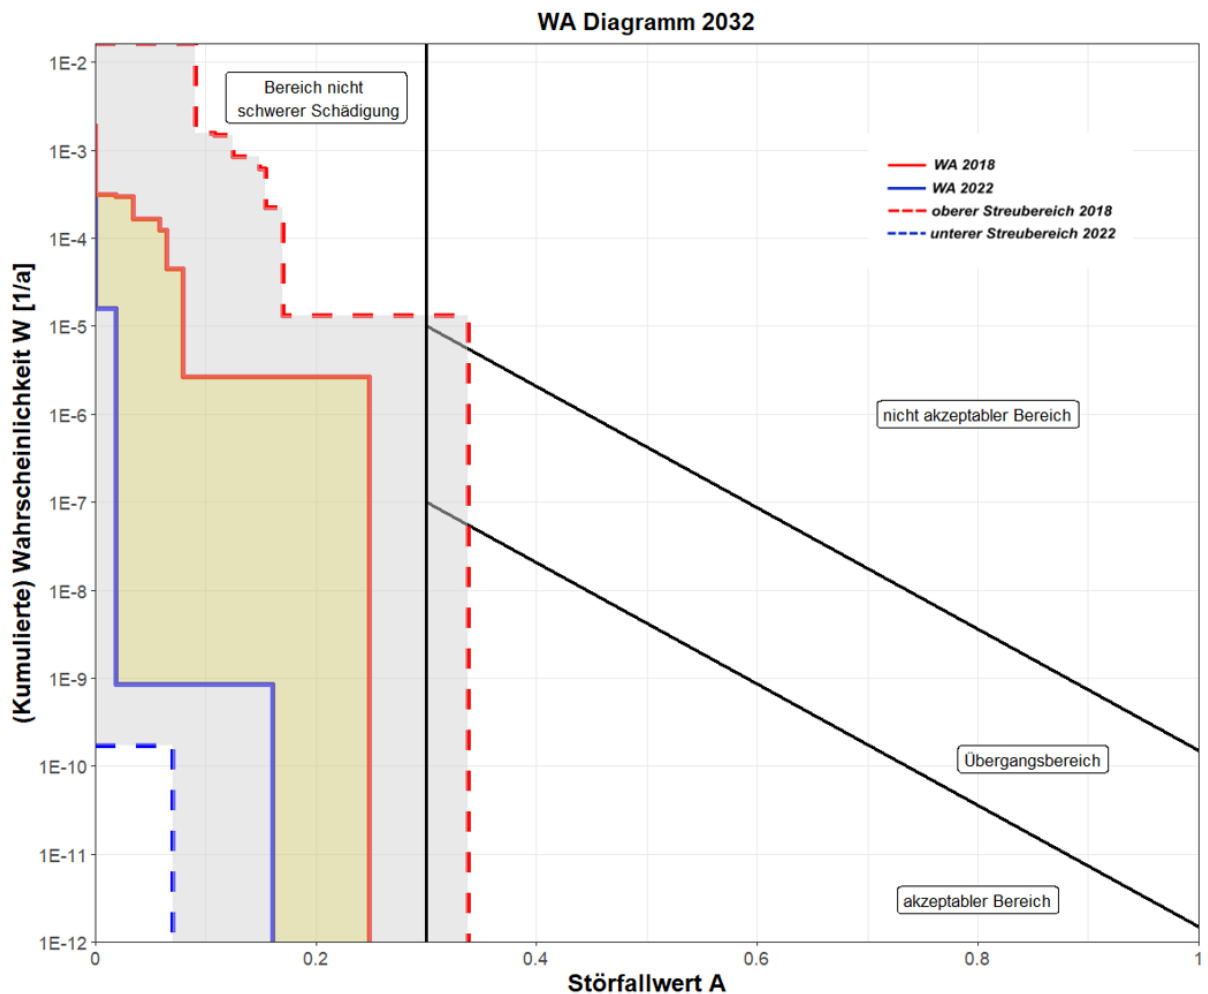 WA Diagramm 2032
Bereich nicht
schwerer Schädigung
WA 2018
WA 2022
oberer Streubereich 2018
unterer Streubereich 2022
nicht akzeptabler Bereich
Übergangsbereich
akzeptabler Bereich
(Kumulierte) Wahrscheinlichkeit W [1/a]
1E-2
1E-3
1E-4
1E-5
1E-6
1E-7
1E-8
1E-9
1E-10
1E-11
1E-12
0
0.2
0.4
0.6
0.8
1
Störfallwert A